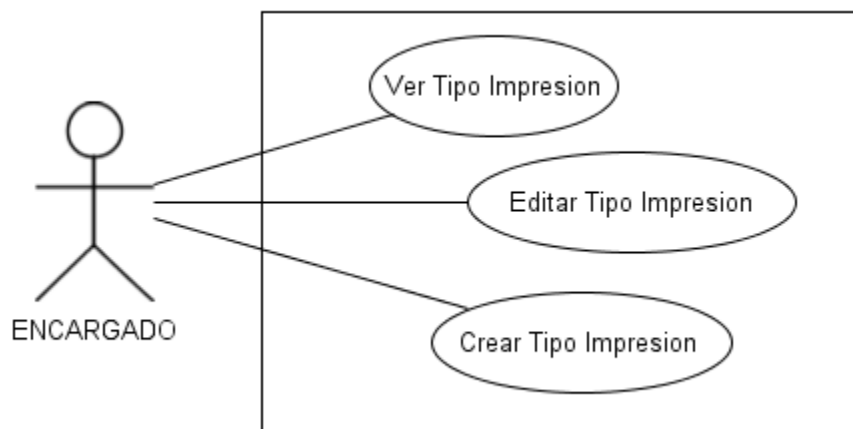 Ver Tipo Impresion
Editar Tipo Impresion
ENCARGADO
Crear Tipo Impresion